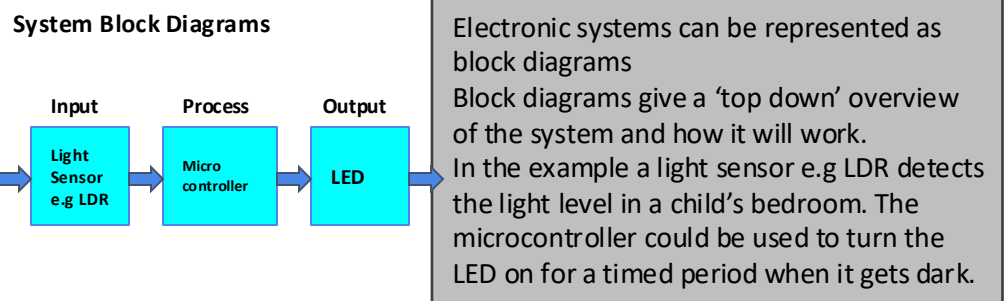 System Block Diagrams
Input
Process
Output
Light
Sensor
e.g LDR
Micro
controller
LED
Electronic systems can be represented as
block diagrams
Block diagrams give a ‘top down’ overview
of the system and how it will work.
In the example a light sensor e.g LDR detects
the light level in a child’s bedroom. The
microcontroller could be used to turn the
LED on for a timed period when it gets dark.